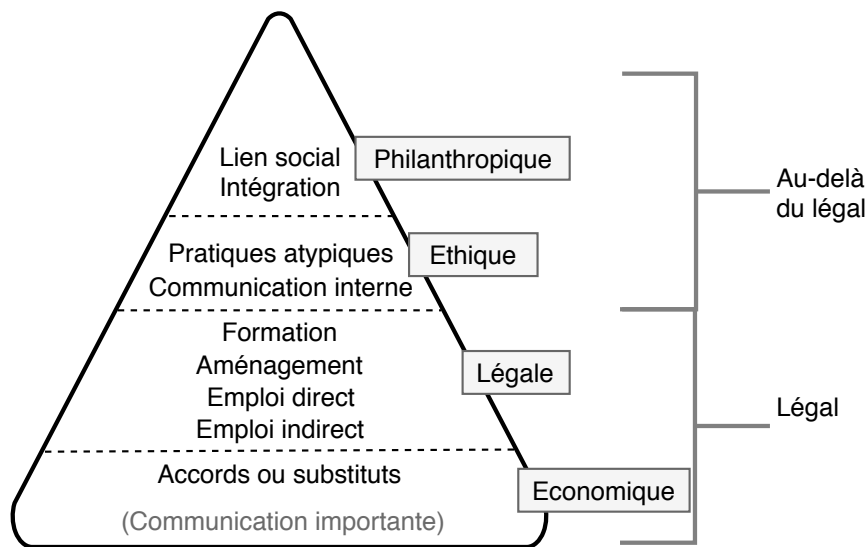 Lien social
Intégration
Philanthropique
Au-delà
du légal
Pratiques atypiques
Communication interne
Ethique
Formation
Aménagement
Emploi direct
Emploi indirect
Légale
Légal
Accords ou substituts
(Communication importante)
Economique